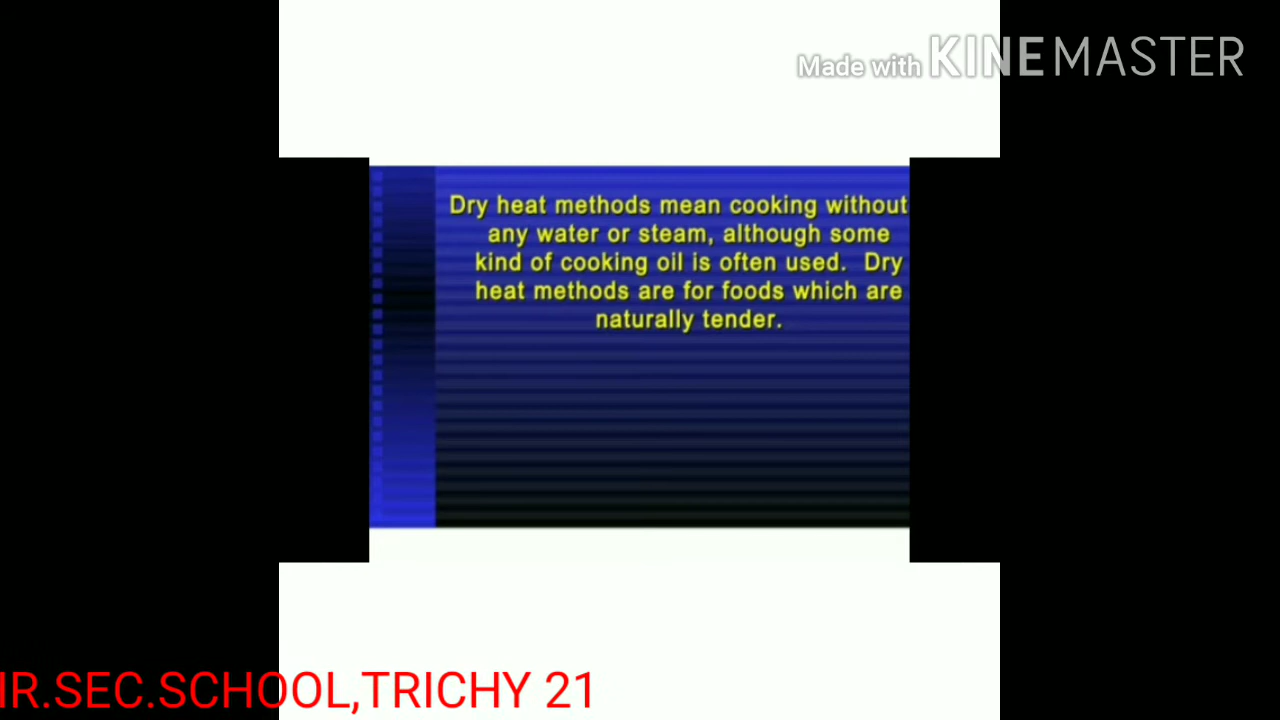 Made with KINEMASTER
Dry heat methods mean cooking without
any water or steam, although some
kind of cooking oil is often used. Dry
heat methods are for foods which are
naturally tender.
IR.SEC.SCHOOL,TRICHY 21